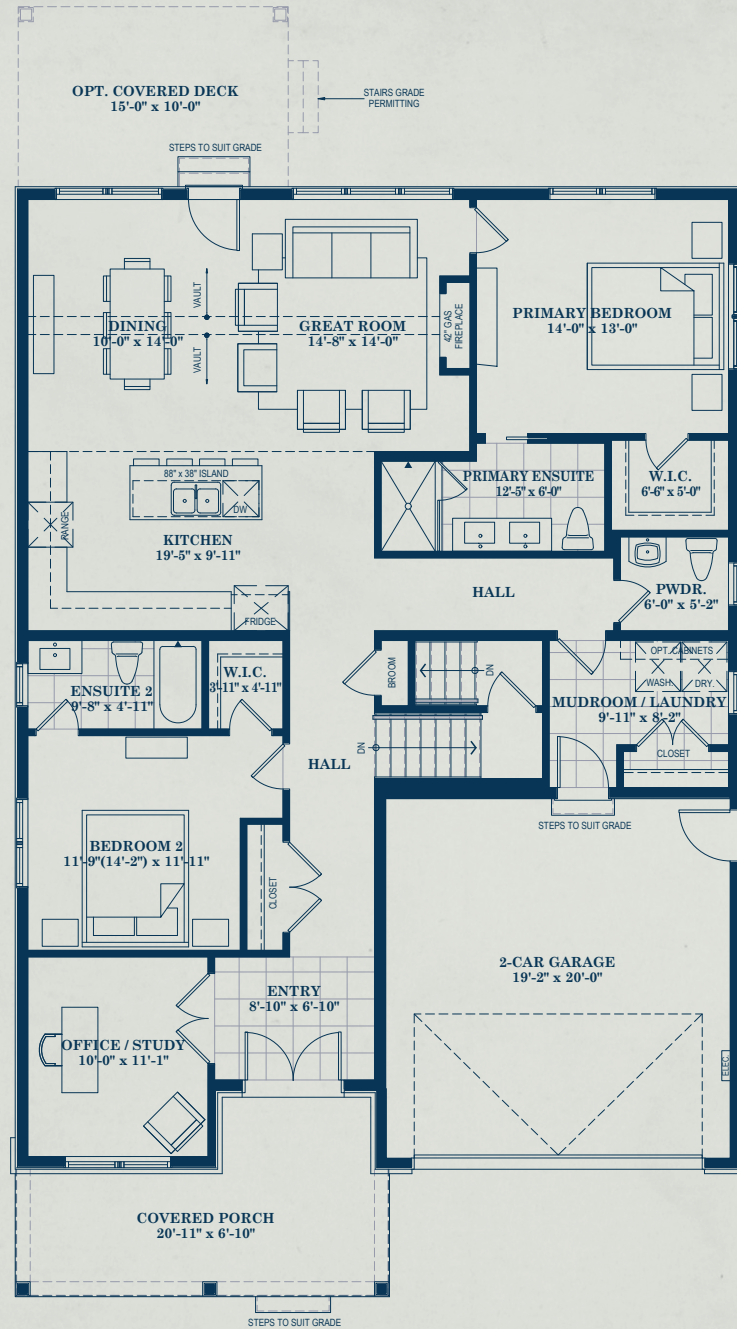 OPT. COVERED DECK
15'-0" x 10'-0"
STAIRS GRADE
PERMITTING
STEPS TO SUIT GRADE
VAULT
DINING
10'-0" x 14'-0"
VAULT
GREAT ROOM
14'-8" x 14'-0"
42" GAS
FIREPLACE
PRIMARY BEDROOM
14'-0" x 13'-0"
88" x 38" ISLAND
DW
RANGE
KITCHEN
19'-5" x 9'-11"
FRIDGE
PRIMARY ENSUITE
12'-5" x 6'-0"
W.I.C.
6'-6" x 5'-0"
HALL
PWDR.
6'-0" x 5'-2"
ENSUITE 2
9'-8" x 4'-11"
W.I.C.
3'-11" x 4'-11"
BROOM
DN
OPT. CABINETS
WASH
DRY.
MUDROOM / LAUNDRY
9'-11" x 8'-2"
CLOSET
DN
HALL
STEPS TO SUIT GRADE
BEDROOM 2
11'-9"(14'-2") x 11'-11"
CLOSET
2-CAR GARAGE
19'-2" x 20'-0"
ENTRY
8'-10" x 6'-10"
OFFICE / STUDY
10'-0" x 11'-1"
ELEC.
COVERED PORCH
20'-11" x 6'-10"
STEPS TO SUIT GRADE